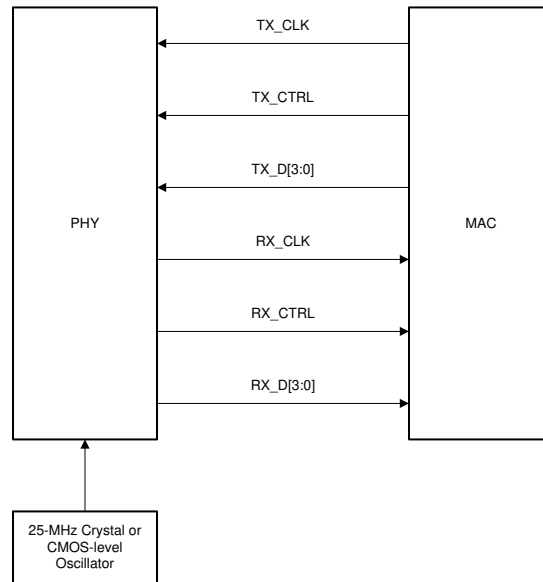 TX_CLK
TX_CTRL
TX_D[3:0]
PHY
MAC
RX_CLK
RX_CTRL
RX_D[3:0]
25-MHz Crystal or
CMOS-level
Oscillator